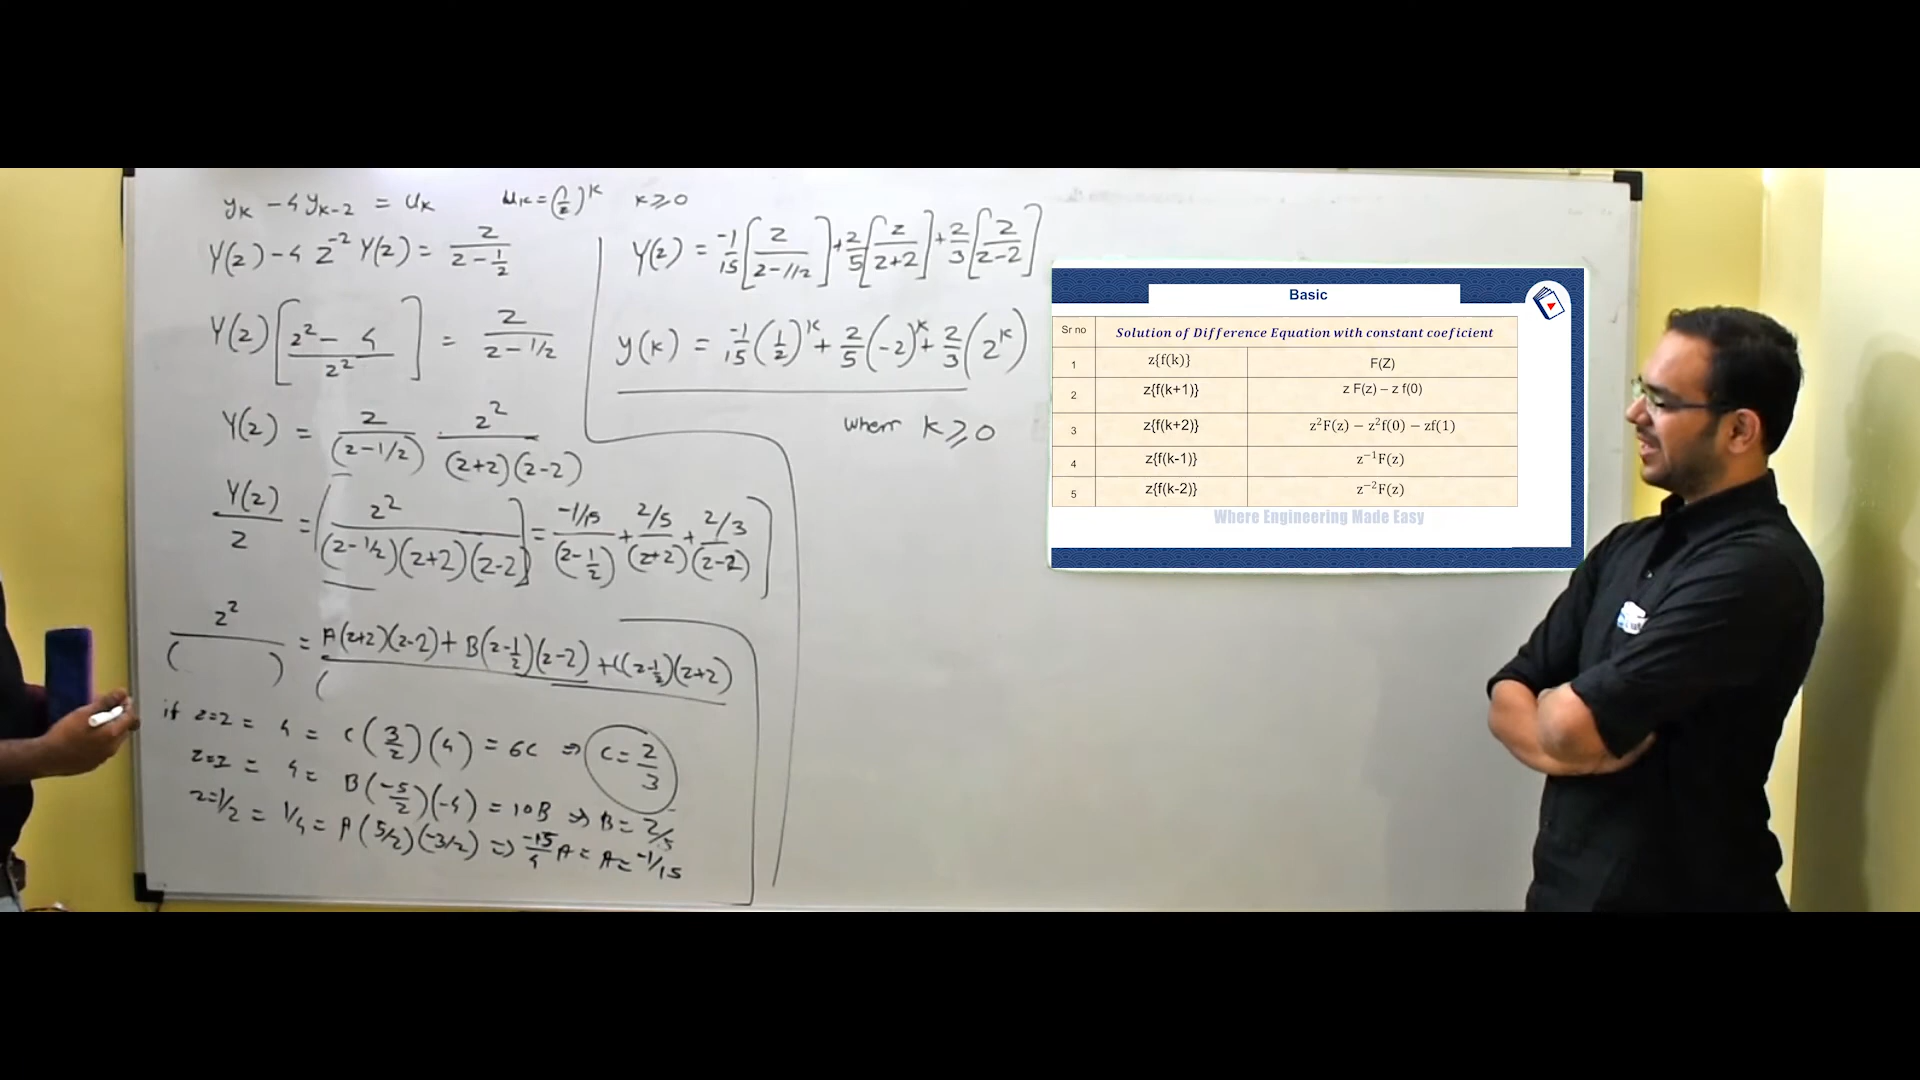 yₖ - 4yₖ₋₂ = uₖ   uₖ = (1/2)ᵏ   k ≥ 0
Y(z) - 4 z⁻² Y(z) = z/(z - 1/2)
Y(z) [(z² - 4)/z²] = z/(z - 1/2)
Y(z) = z/(z-1/2) z²/((z+2)(z-2))
Y(z)/z = (z²/((z-1/2)(z+2)(z-2))) = (-1/15)/(z-1/2) + (2/5)/(z+2) + (2/3)/(z-2)
z²/( ) = A(z+2)(z-2) + B(z-1/2)(z-2) + C(z-1/2)(z+2)/(
if z=2 = 4 = C(3/2)(4) = 6C ⇒ C = 2/3
z=2 = 4 = B(-5/2)(-4) = 10B ⇒ B = 2/5
z=1/2 = 1/4 = A(5/2)(-3/2) ⇒ -15/4 A = A = -1/15
Y(z) = -1/15 [z/(z-1/2)] + 2/5 [z/(z+2)] + 2/3 [z/(z-2)]
y(k) = -1/15 (1/2)ᵏ + 2/5 (-2)ᵏ + 2/3 (2ᵏ)
when k ≥ 0
Basic
Sr no Solution of Difference Equation with constant coeficient
1 z{f(k)} F(Z)
2 z{f(k+1)} z F(z) – z f(0)
3 z{f(k+2)} z²F(z) − z²f(0) − zf(1)
4 z{f(k-1)} z⁻¹F(z)
5 z{f(k-2)} z⁻²F(z)
Where Engineering Made Easy